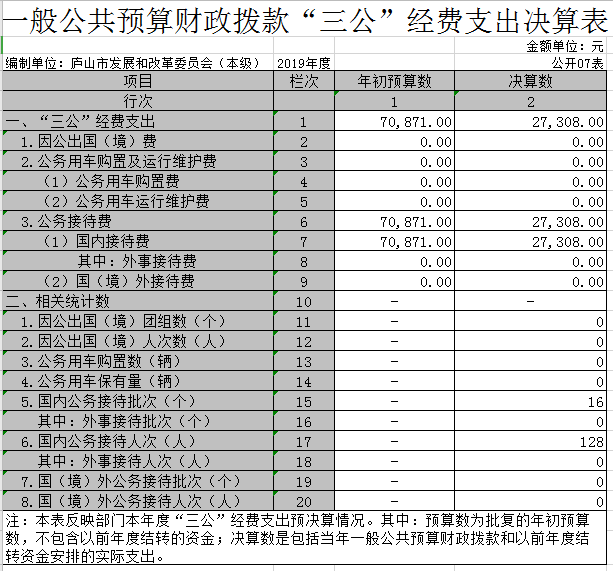 一般公共预算财政拨款“三公”经费支出决算表
金额单位：元
编制单位：庐山市发展和改革委员会（本级） 2019年度 公开07表
项目 栏次 年初预算数 决算数
行次 1 2
一、“三公”经费支出 1 70,871.00 27,308.00
1.因公出国（境）费 2 0.00 0.00
2.公务用车购置及运行维护费 3 0.00 0.00
（1）公务用车购置费 4 0.00 0.00
（2）公务用车运行维护费 5 0.00 0.00
3.公务接待费 6 70,871.00 27,308.00
（1）国内接待费 7 70,871.00 27,308.00
其中：外事接待费 8 0.00 0.00
（2）国（境）外接待费 9 0.00 0.00
二、相关统计数 10 － －
1.因公出国（境）团组数（个） 11 － 0
2.因公出国（境）人次数（人） 12 － 0
3.公务用车购置数（辆） 13 － 0
4.公务用车保有量（辆） 14 － 0
5.国内公务接待批次（个） 15 － 16
其中：外事接待批次（个） 16 － 0
6.国内公务接待人次（人） 17 － 128
其中：外事接待人次（人） 18 － 0
7.国（境）外公务接待批次（个） 19 － 0
8.国（境）外公务接待人次（人） 20 － 0
注：本表反映部门本年度“三公”经费支出预决算情况。其中：预算数为批复的年初预算
数，不包含以前年度结转的资金；决算数是包括当年一般公共预算财政拨款和以前年度结
转资金安排的实际支出。